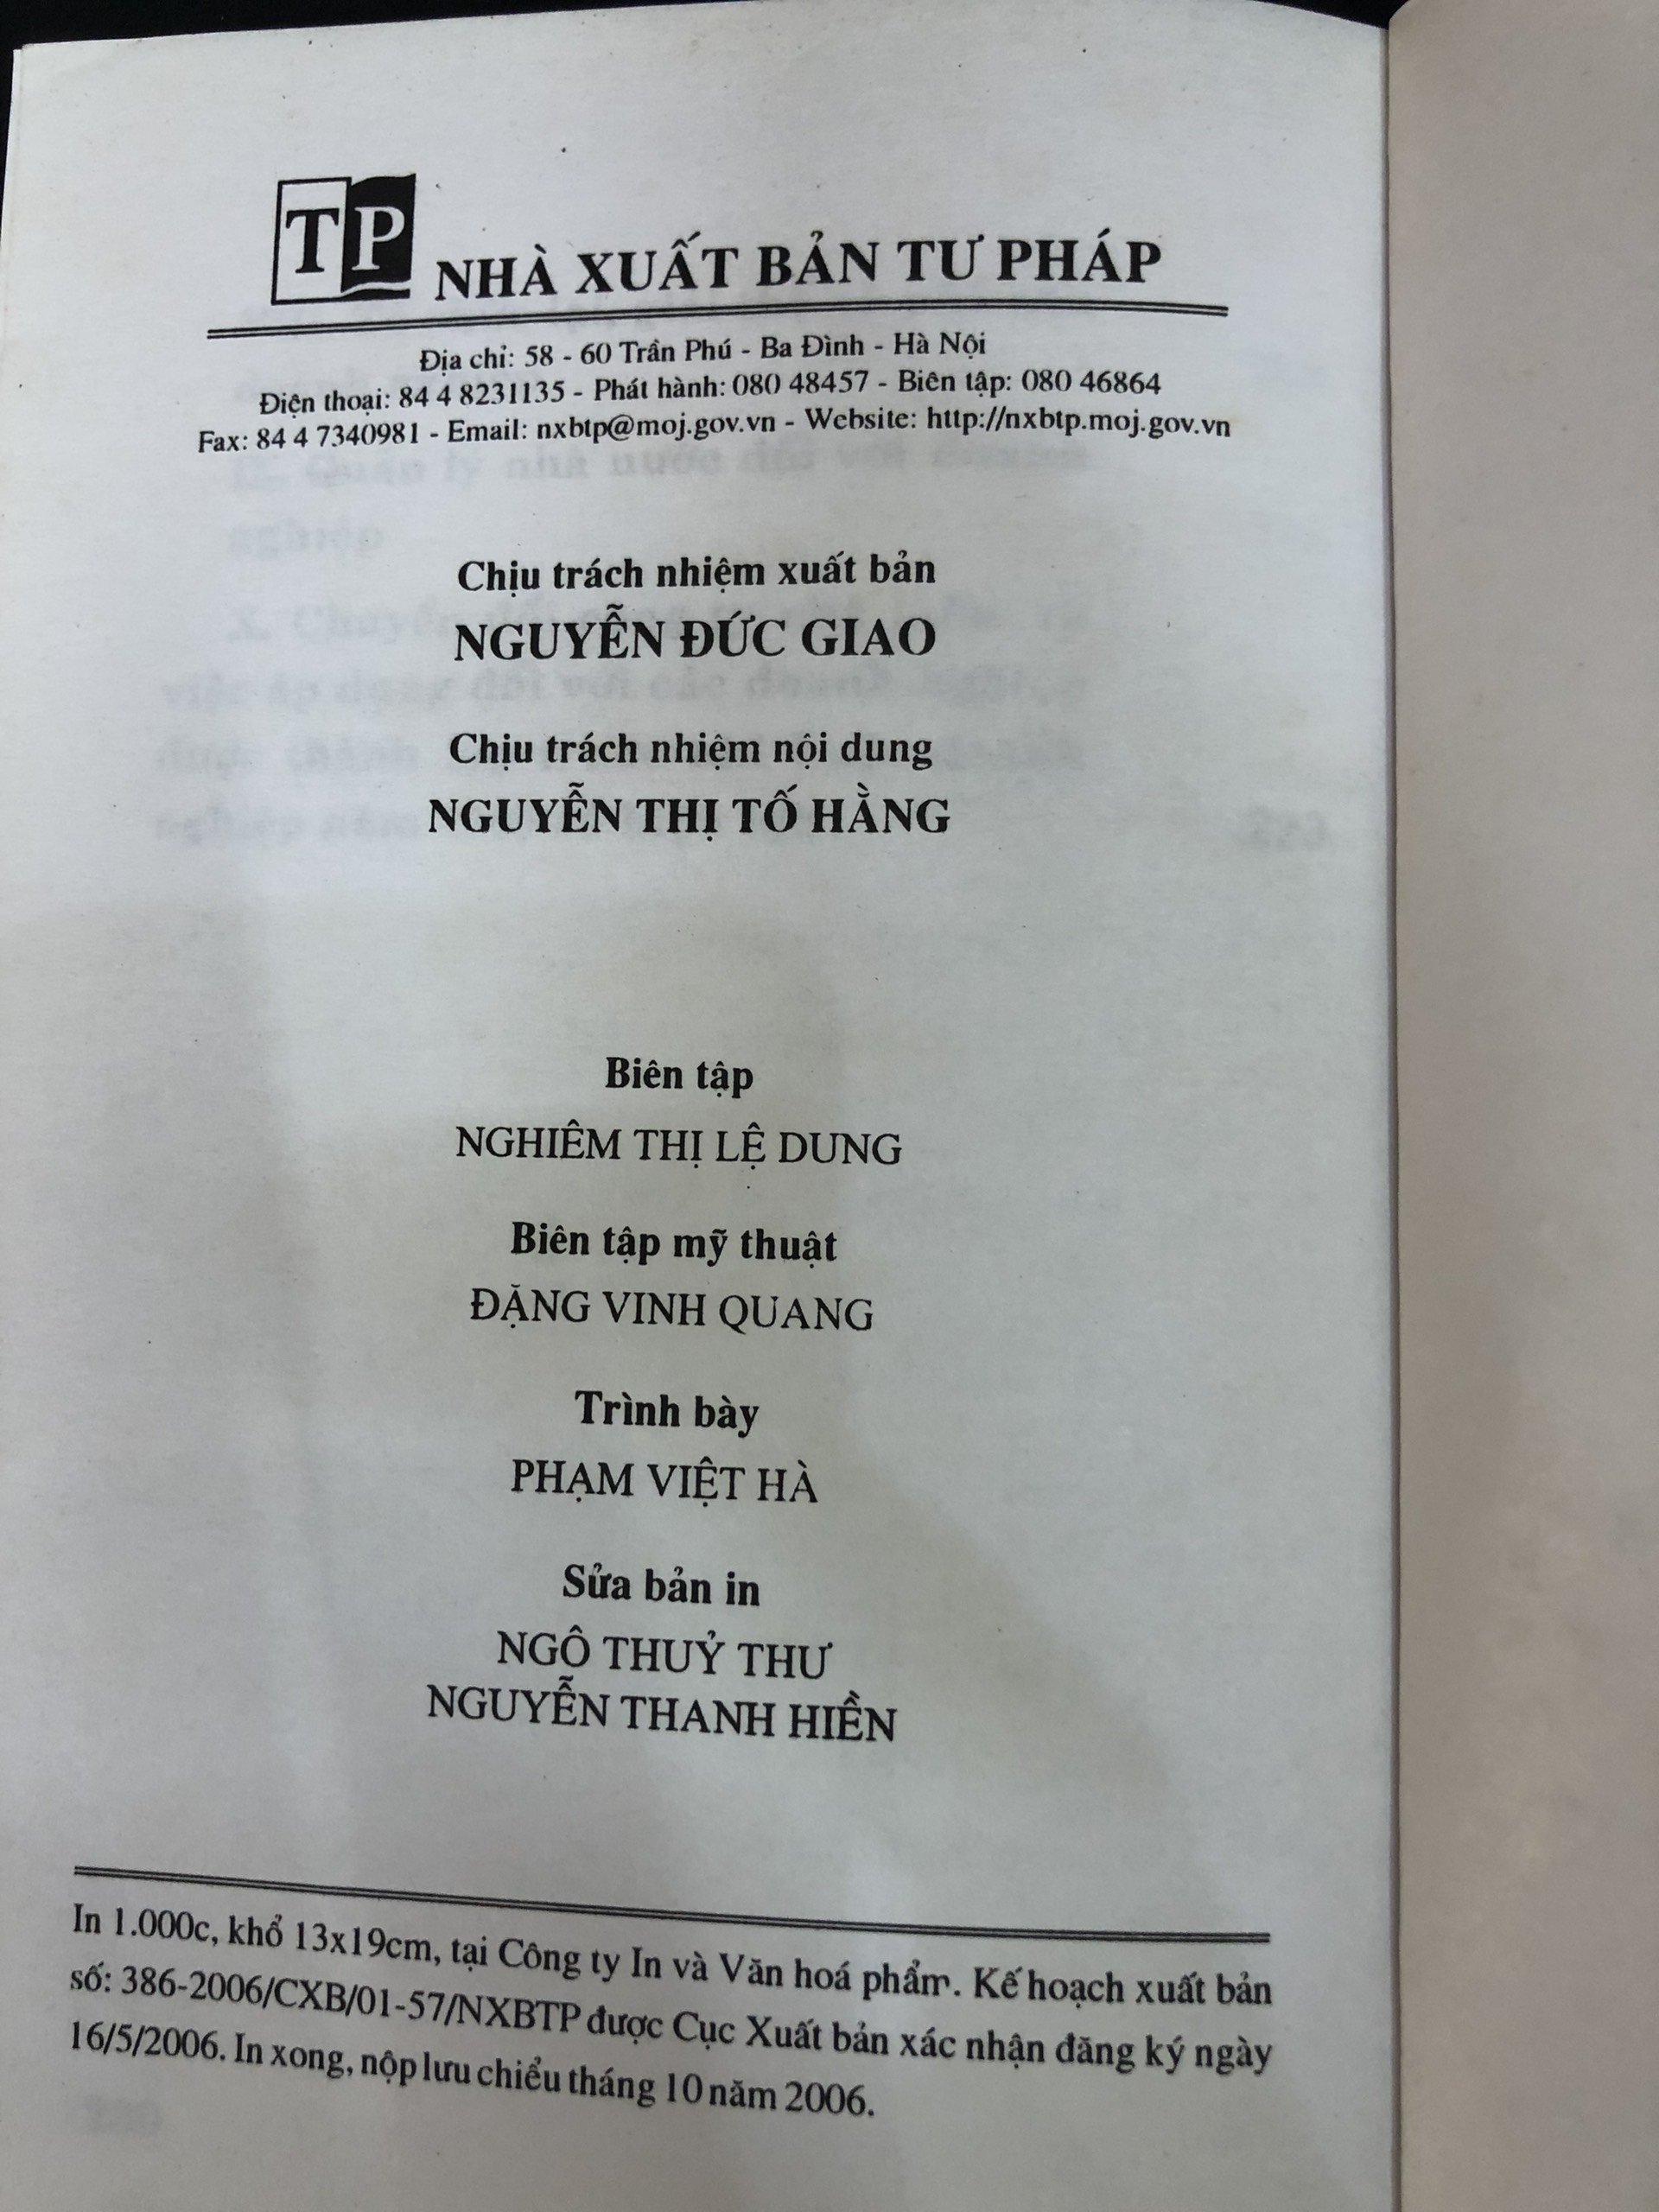 TP NHÀ XUẤT BẢN TƯ PHÁP
Địa chỉ: 58 - 60 Trần Phú - Ba Đình - Hà Nội
Điện thoại: 84 4 8231135 - Phát hành: 080 48457 - Biên tập: 080 46864
Fax: 84 4 7340981 - Email: nxbtp@moj.gov.vn - Website: http://nxbtp.moj.gov.vn
Chịu trách nhiệm xuất bản
NGUYỄN ĐỨC GIAO
Chịu trách nhiệm nội dung
NGUYỄN THỊ TỐ HẰNG
Biên tập
NGHIÊM THỊ LỆ DUNG
Biên tập mỹ thuật
ĐẶNG VINH QUANG
Trình bày
PHẠM VIỆT HÀ
Sửa bản in
NGÔ THUỶ THƯ
NGUYỄN THANH HIỀN
In 1.000c, khổ 13x19cm, tại Công ty In và Văn hoá phẩm. Kế hoạch xuất bản
số: 386-2006/CXB/01-57/NXBTP được Cục Xuất bản xác nhận đăng ký ngày
16/5/2006. In xong, nộp lưu chiểu tháng 10 năm 2006.